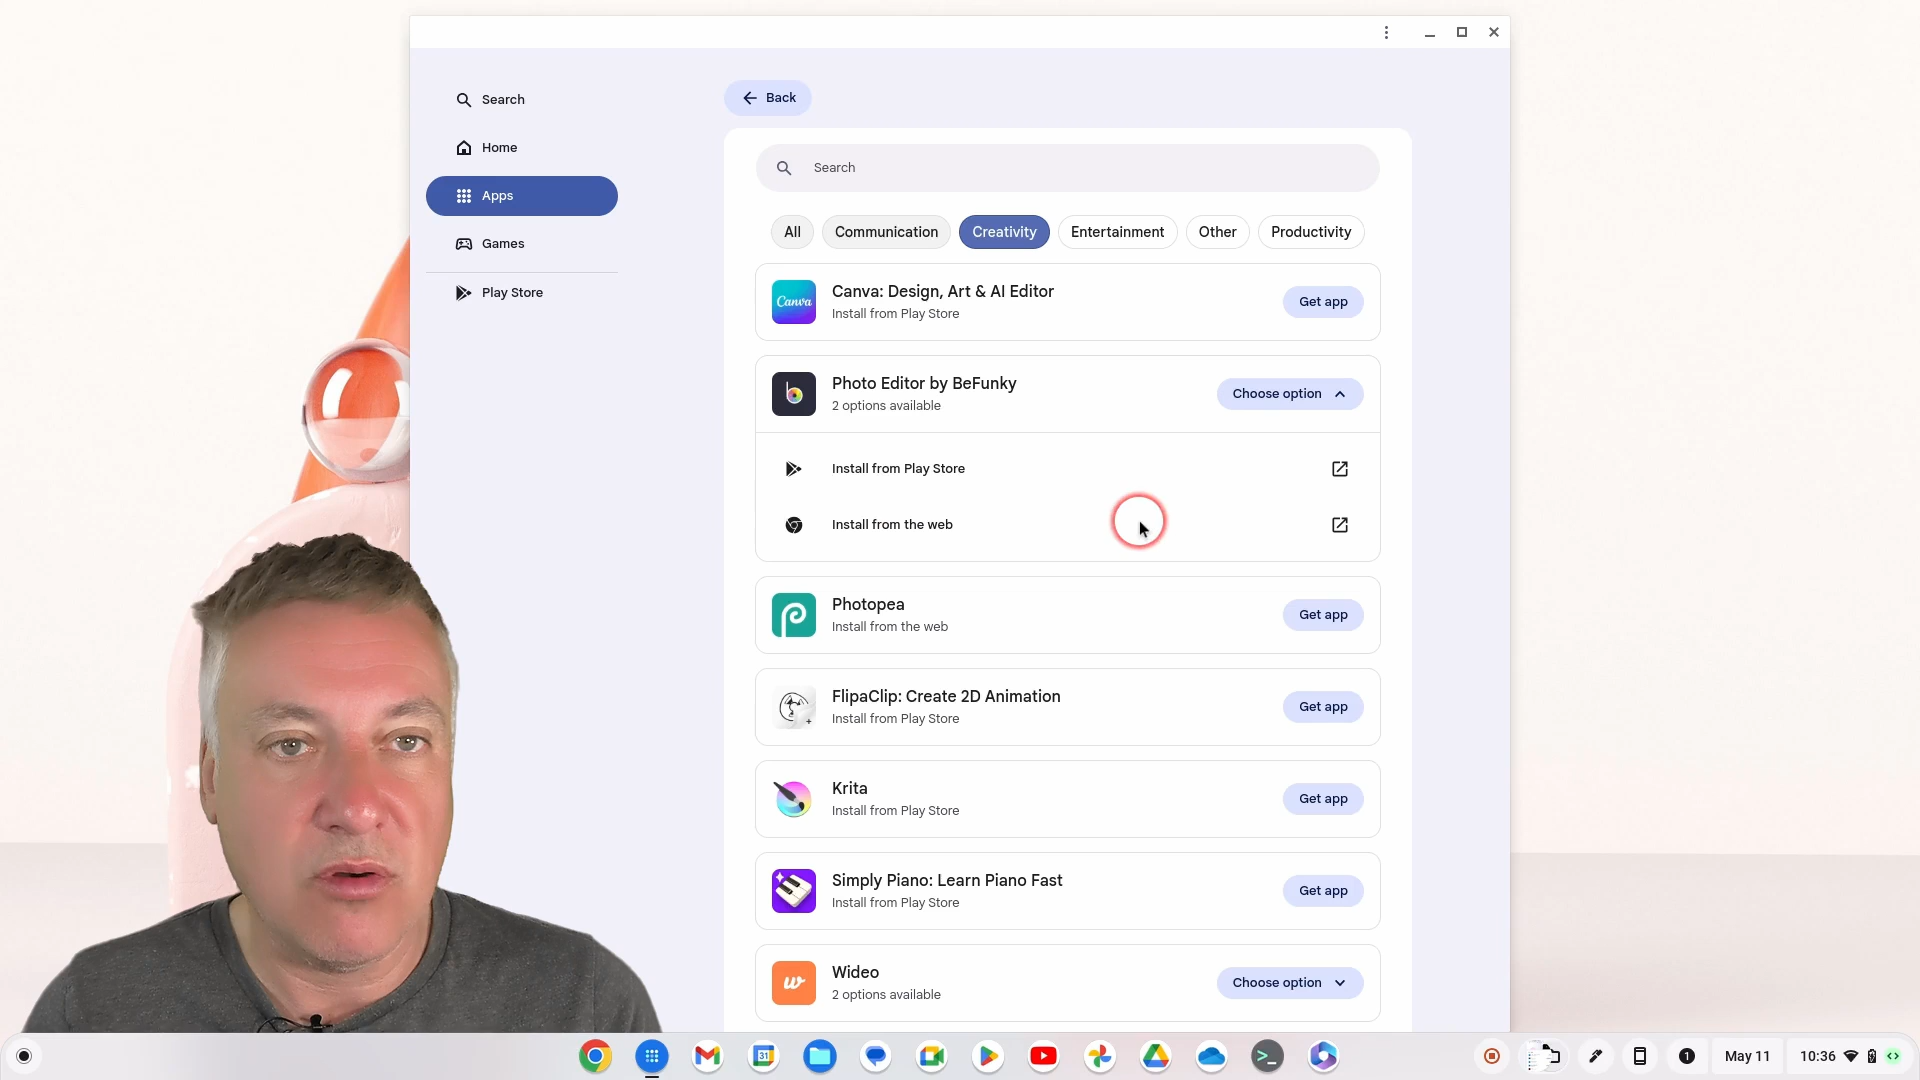 Search
Home
Apps
Games
Play Store
Back
Search
All
Communication
Creativity
Entertainment
Other
Productivity
Canva
Canva: Design, Art & AI Editor
Install from Play Store
Get app
Photo Editor by BeFunky
2 options available
Choose option
Install from Play Store
Install from the web
Photopea
Install from the web
Get app
FlipaClip: Create 2D Animation
Install from Play Store
Get app
Krita
Install from Play Store
Get app
Simply Piano: Learn Piano Fast
Install from Play Store
Get app
Wideo
2 options available
Choose option
31
1
May 11
10:36